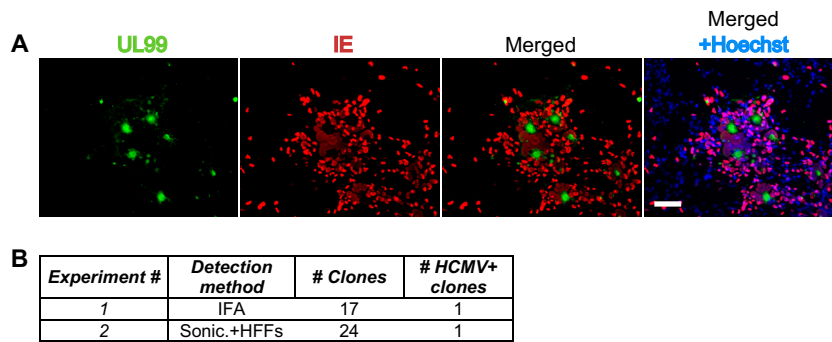 A
UL99
IE
Merged
Merged
+Hoechst
B
Experiment # Detection method # Clones # HCMV+ clones
1 IFA 17 1
2 Sonic.+HFFs 24 1